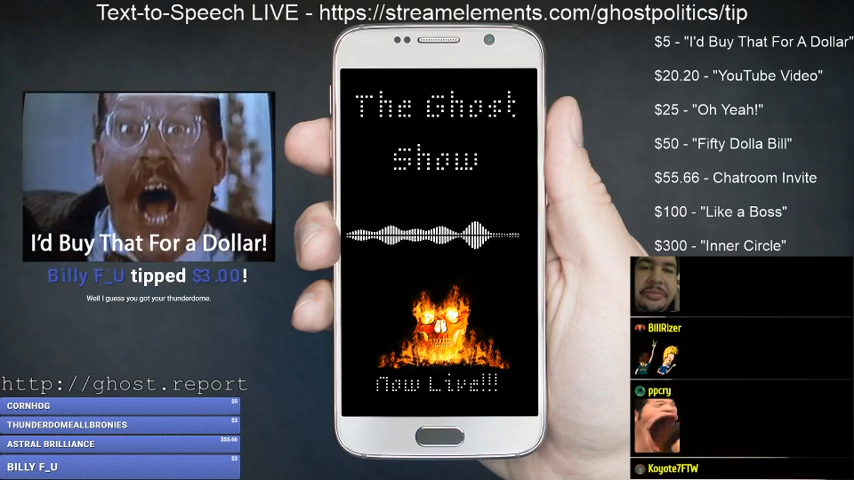 Text-to-Speech LIVE - https://streamelements.com/ghostpolitics/tip
$5 - "I'd Buy That For A Dollar"
$20.20 - "YouTube Video"
$25 - "Oh Yeah!"
$50 - "Fifty Dolla Bill"
$55.66 - Chatroom Invite
$100 - "Like a Boss"
$300 - "Inner Circle"
The Ghost
Show
Now Live!!!
I'd Buy That For a Dollar!
Billy F_U tipped $3.00!
Well I guess you got your thunderdome.
http://ghost.report
CORNHOG $5
THUNDERDOMEALLBRONIES $3
ASTRAL BRILLIANCE $55.66
BILLY F_U $3
BillRizer
ppcry
Koyote7FTW